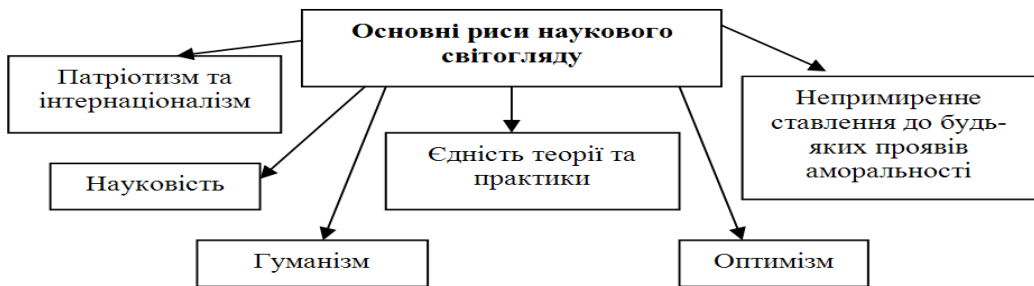 Основні риси наукового
світогляду
Патріотизм та
інтернаціоналізм
Непримиренне
ставлення до будь-
яких проявів
аморальності
Єдність теорії та
практики
Науковість
Гуманізм
Оптимізм